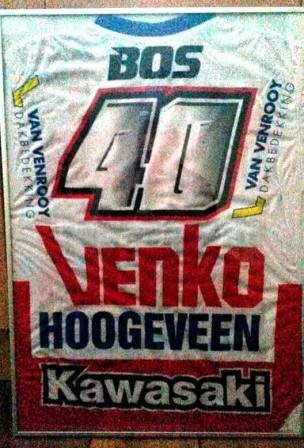 BOS
40
VAN VENROOY
DAKBEDEKKING
VAN VENROOY
DAKBEDEKKING
Venko
HOOGEVEEN
Kawasaki